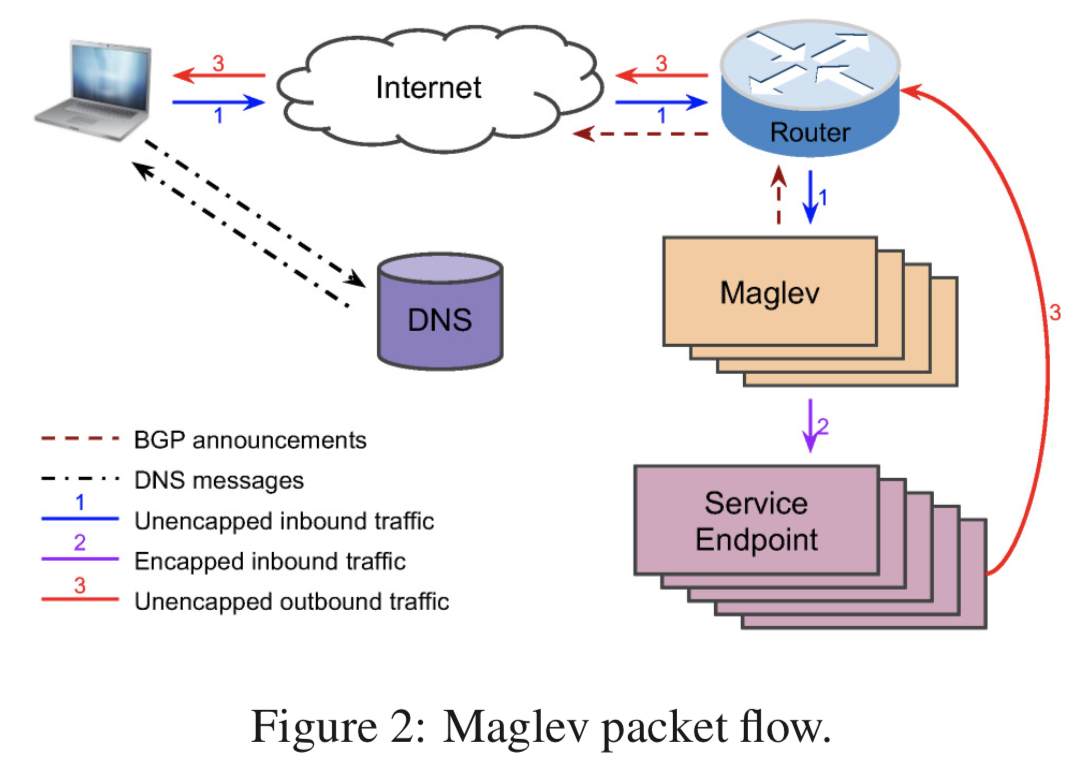 3
1
Internet
3
1
Router
1
DNS
Maglev
3
2
Service
Endpoint
BGP announcements
DNS messages
1
Unencapped inbound traffic
2
Encapped inbound traffic
3
Unencapped outbound traffic
Figure 2: Maglev packet flow.